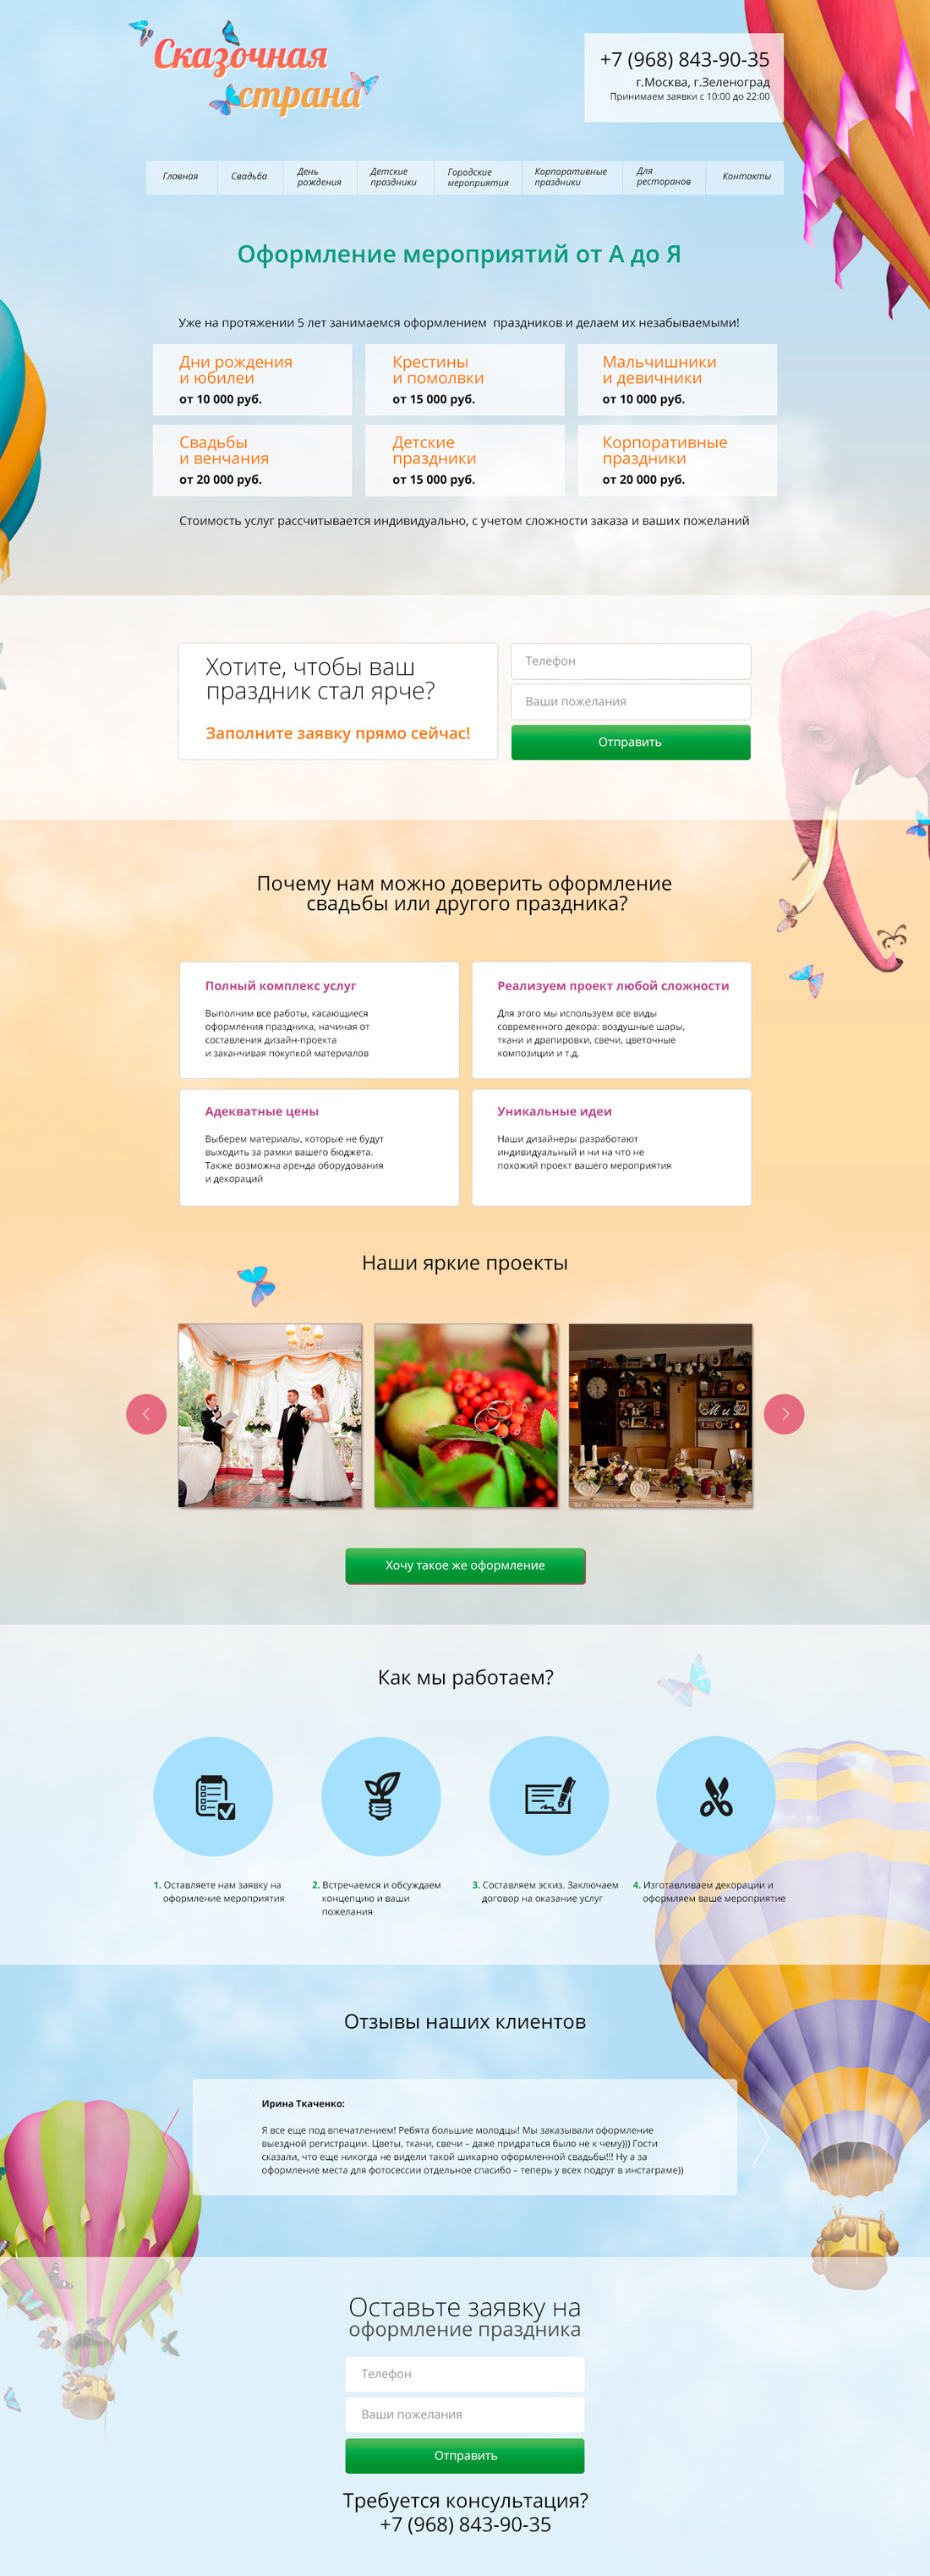 Сказочная
страна
+7 (968) 843-90-35
г.Москва, г.Зеленоград
Принимаем заявки с 10:00 до 22:00
Главная
Свадьба
День
рождения
Детские
праздники
Городские
мероприятия
Корпоративные
праздники
Для
ресторанов
Контакты
Оформление мероприятий от А до Я
Уже на протяжении 5 лет занимаемся оформлением праздников и делаем их незабываемыми!
Дни рождения
и юбилеи
от 10 000 руб.
Крестины
и помолвки
от 15 000 руб.
Мальчишники
и девичники
от 10 000 руб.
Свадьбы
и венчания
от 20 000 руб.
Детские
праздники
от 15 000 руб.
Корпоративные
праздники
от 20 000 руб.
Стоимость услуг рассчитывается индивидуально, с учетом сложности заказа и ваших пожеланий
Хотите, чтобы ваш
праздник стал ярче?
Заполните заявку прямо сейчас!
Телефон
Ваши пожелания
Отправить
Почему нам можно доверить оформление
свадьбы или другого праздника?
Полный комплекс услуг
Выполним все работы, касающиеся
оформления праздника, начиная от
составления дизайн-проекта
и заканчивая покупкой материалов
Реализуем проект любой сложности
Для этого мы используем все виды
современного декора: воздушные шары,
ткани и драпировки, свечи, цветочные
композиции и т.д.
Адекватные цены
Выберем материалы, которые не будут
выходить за рамки вашего бюджета.
Также возможна аренда оборудования
и декораций
Уникальные идеи
Наши дизайнеры разработают
индивидуальный и ни на что не
похожий проект вашего мероприятия
Наши яркие проекты
М и Р
Хочу такое же оформление
Как мы работаем?
1. Оставляете нам заявку на
оформление мероприятия
2. Встречаемся и обсуждаем
концепцию и ваши
пожелания
3. Составляем эскиз. Заключаем
договор на оказание услуг
4. Изготавливаем декорации и
оформляем ваше мероприятие
Отзывы наших клиентов
Ирина Ткаченко:
Я все еще под впечатлением! Ребята большие молодцы! Мы заказывали оформление
выездной регистрации. Цветы, ткани, свечи – даже придраться было не к чему))) Гости
сказали, что еще никогда не видели такой шикарно оформленной свадьбы!!! Ну а за
оформление места для фотосессии отдельное спасибо – теперь у всех подруг в инстаграме))
Оставьте заявку на
оформление праздника
Телефон
Ваши пожелания
Отправить
Требуется консультация?
+7 (968) 843-90-35